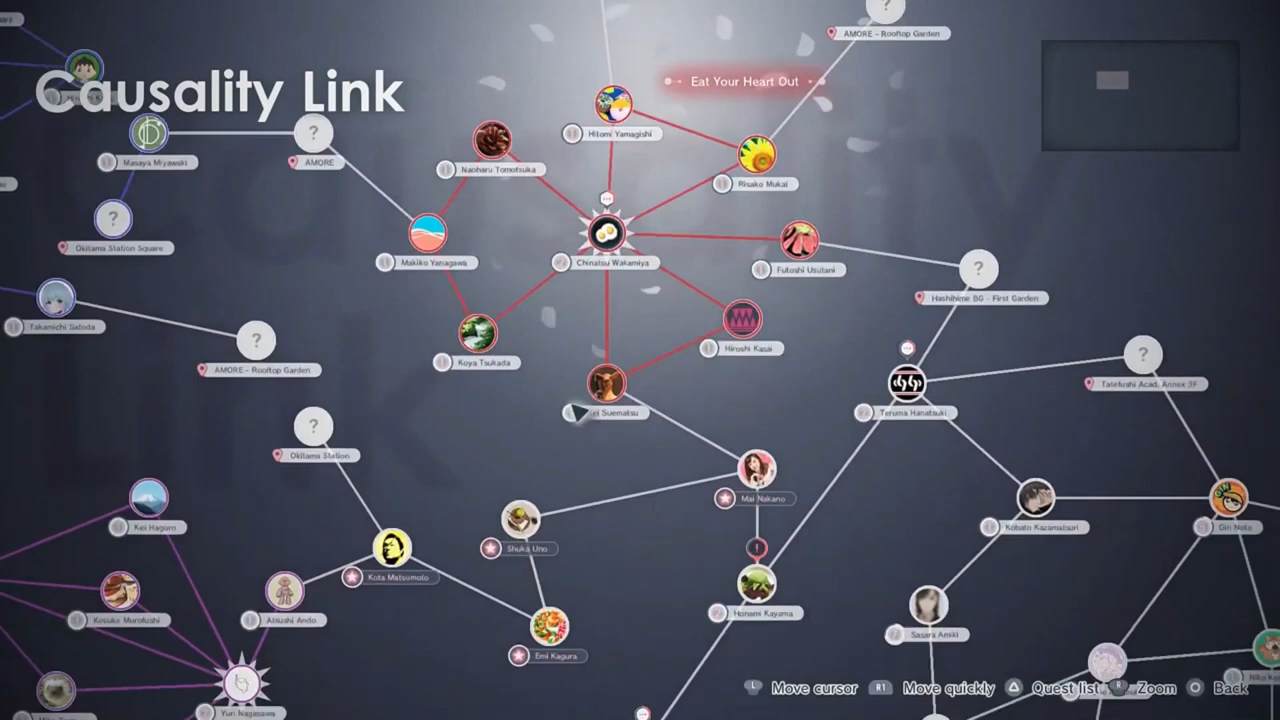 Causality Link
Eat Your Heart Out
AMORE - Rooftop Garden
Hitomi Yamagishi
Masaya Miyawaki
AMORE
Naoharu Tomotsuka
Risako Mukai
Okitama Station Square
Makiko Yanagawa
Chinatsu Wakamiya
Futoshi Usutani
Hashihime BG - First Garden
Takamichi Satoda
AMORE - Rooftop Garden
Koya Tsukada
Hiroshi Kasai
Tatefushi Acad. Annex 3F
Suematsu
Teruma Hanatsuki
Okitama Station
Mai Nakano
Kei Haguro
Shuka Uno
Kobato Kazamatsuri
Gin Noto
Kota Matsumoto
Kosuke Murofushi
Atsushi Ando
Honami Kayama
Sasara Amiki
Emi Kagura
L Move cursor R1 Move quickly Quest list R Zoom Back
Yuri Nagasawa